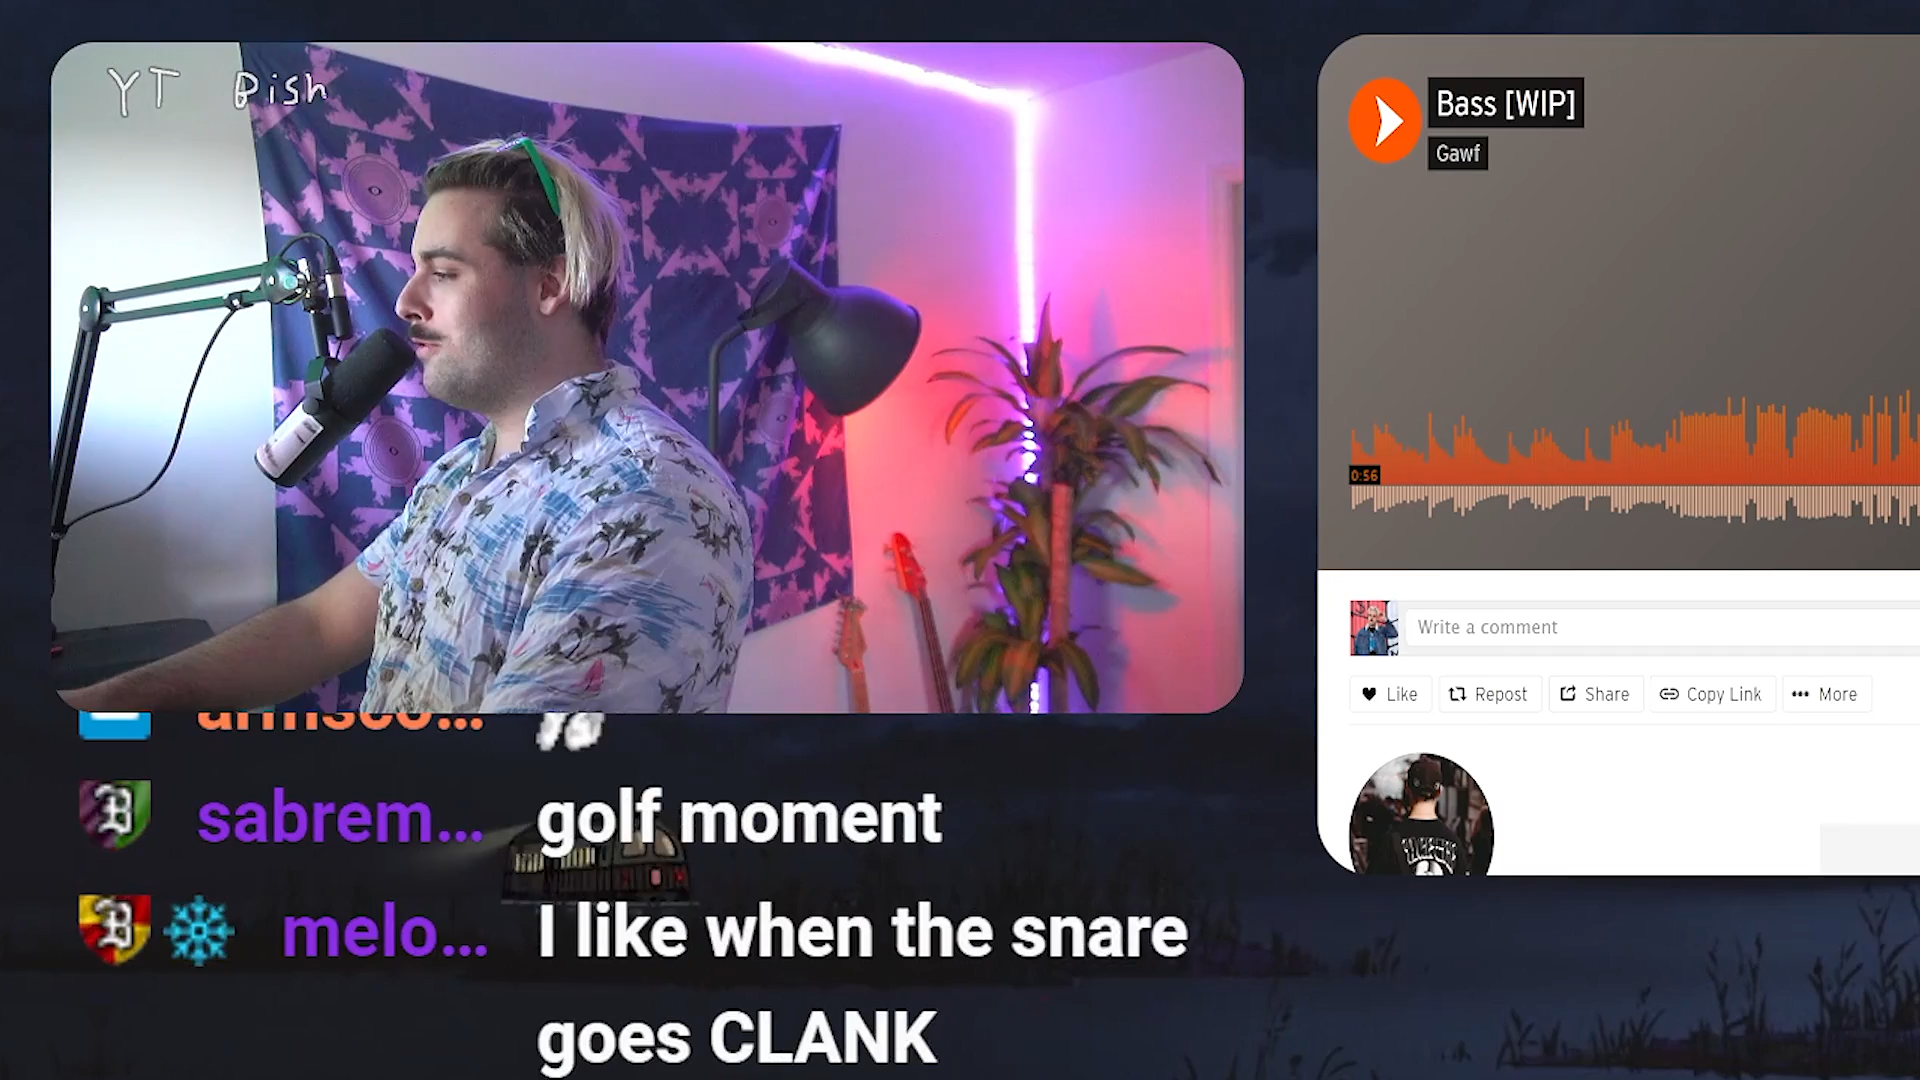 YT Bish
Bass [WIP]
Gawf
0:56
Write a comment
Like
Repost
Share
Copy Link
More
sabrem...
golf moment
melo...
I like when the snare
goes CLANK